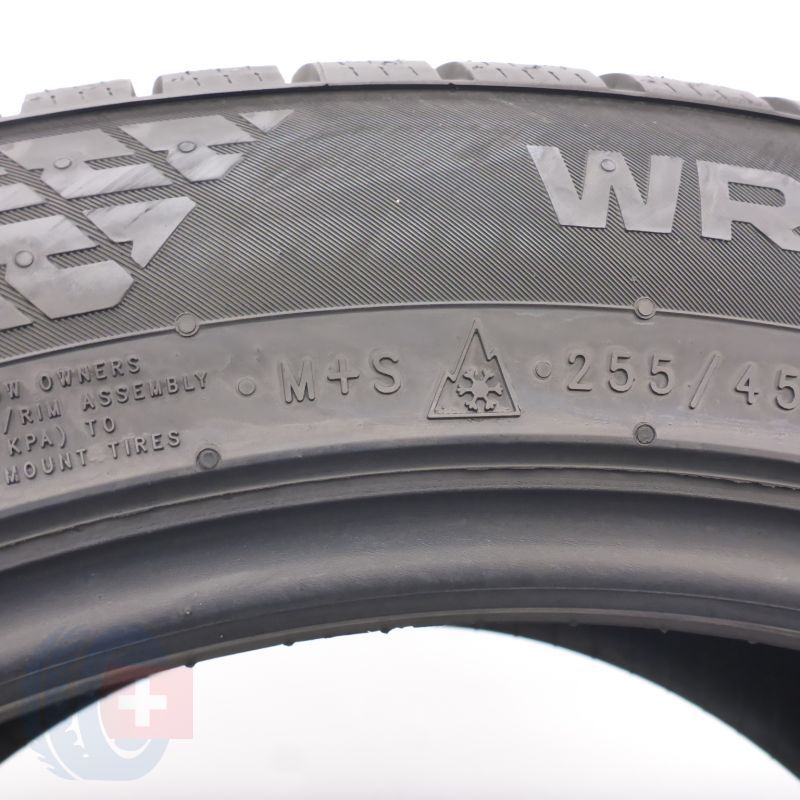 WR
M+S 255/45
OWNERS
/RIM ASSEMBLY
KPA) TO
MOUNT TIRES